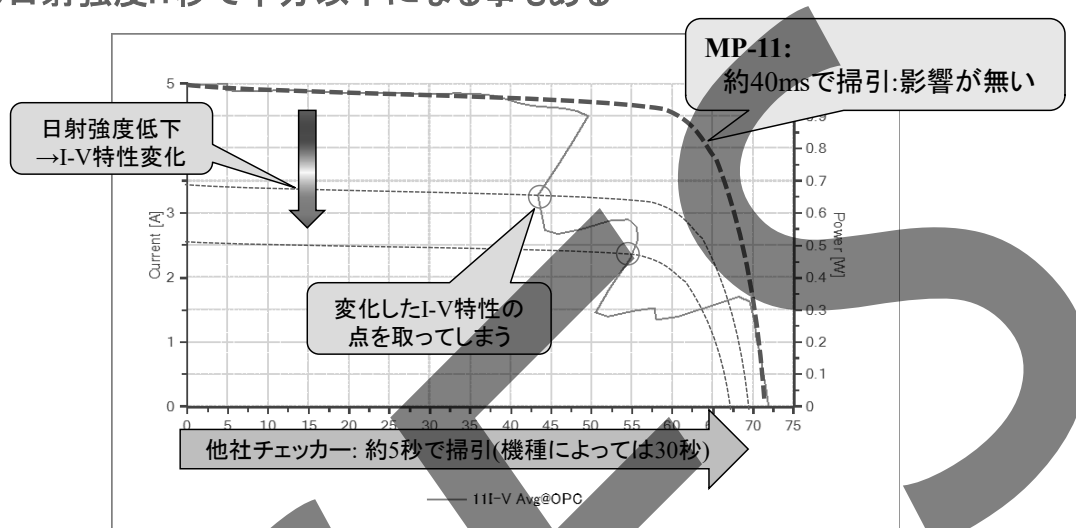 日射強度が秒で半分以下になる事もある
MP-11:
約40msで掃引:影響が無い
日射強度低下
→I-V特性変化
変化したI-V特性の
点を取ってしまう
Current [A]
5
3
2
1
0
Power [W]
0.9
0.8
0.7
0.6
0.5
0.4
0.3
0.2
0.1
0
0 5 10 15 20 25 30 35 40 45 50 55 60 65 70 75
他社チェッカー: 約5秒で掃引(機種によっては30秒)
11I-V Avg@OPC